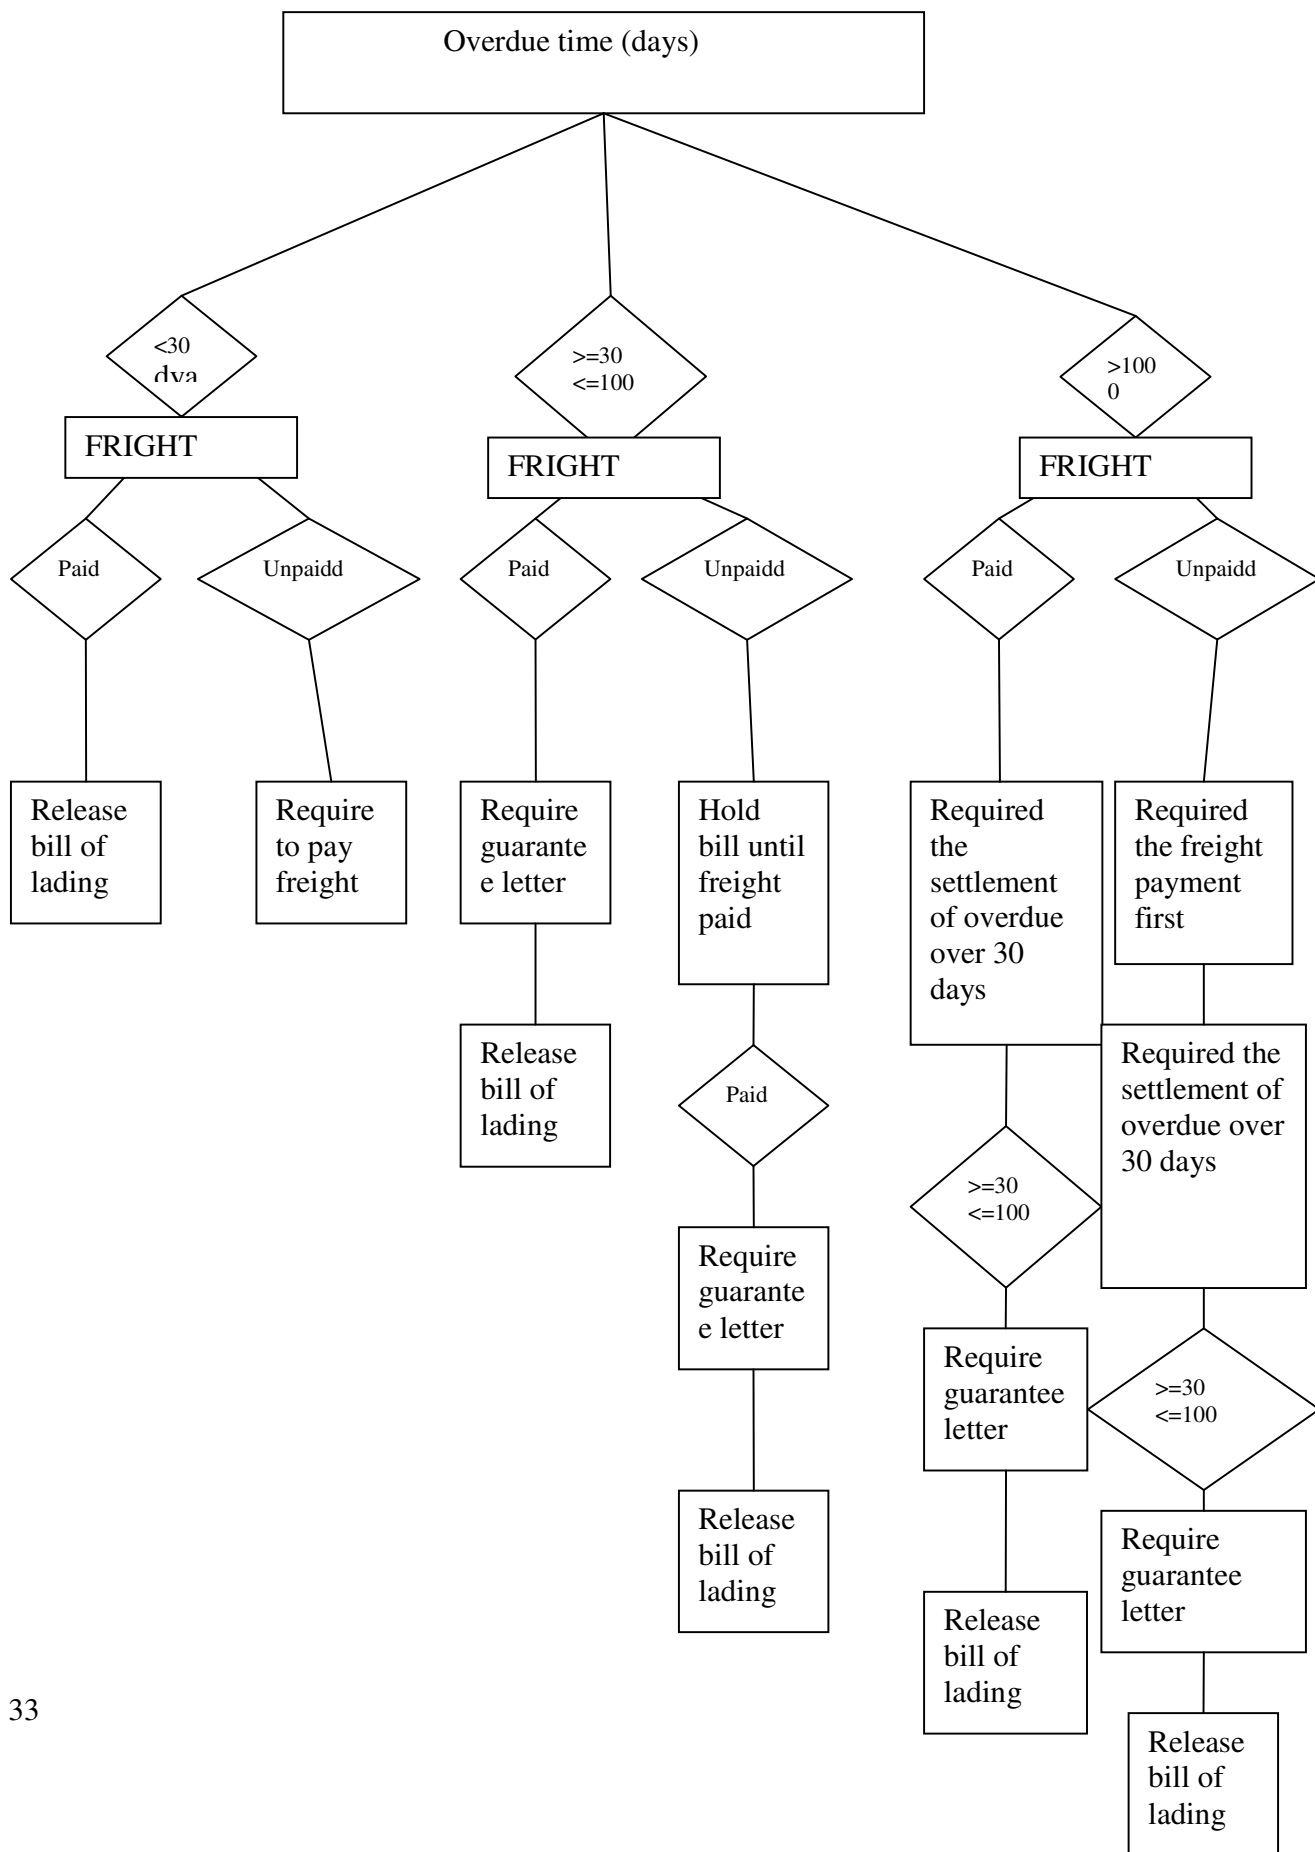 Overdue time (days)
<30
dya
>=30
<=100
>100
0
FRIGHT
FRIGHT
FRIGHT
Paid
Unpaidd
Paid
Unpaidd
Paid
Unpaidd
Release
bill of
lading
Require
to pay
freight
Require
guarante
e letter
Hold
bill until
freight
paid
Required
the
settlement
of overdue
over 30
days
Required
the freight
payment
first
Release
bill of
lading
Paid
Required the
settlement of
overdue over
30 days
>=30
<=100
Require
guarante
e letter
Require
guarantee
letter
>=30
<=100
Release
bill of
lading
Require
guarantee
letter
Release
bill of
lading
33
Release
bill of
lading